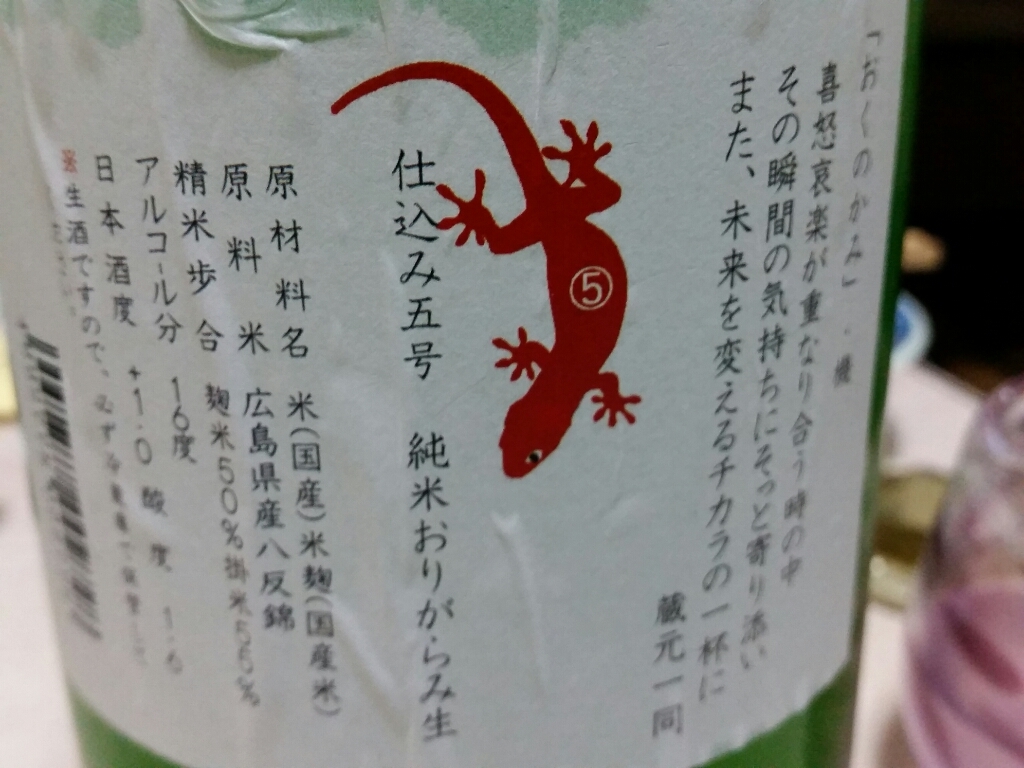 「おくのかみ」
喜怒哀楽が重なり合う時の中
その瞬間の気持ちにそっと寄り添い
また、未来を変えるチカラの一杯に
蔵元一同
⑤
仕込み五号 純米おりがらみ生
原材料名 米(国産)米麹(国産米)
原料米 広島県産八反錦
精米歩合 麹米50%掛米55%
アルコール分 16度
日本酒度 +1.0 酸度 1.6
※生酒ですので、必ず